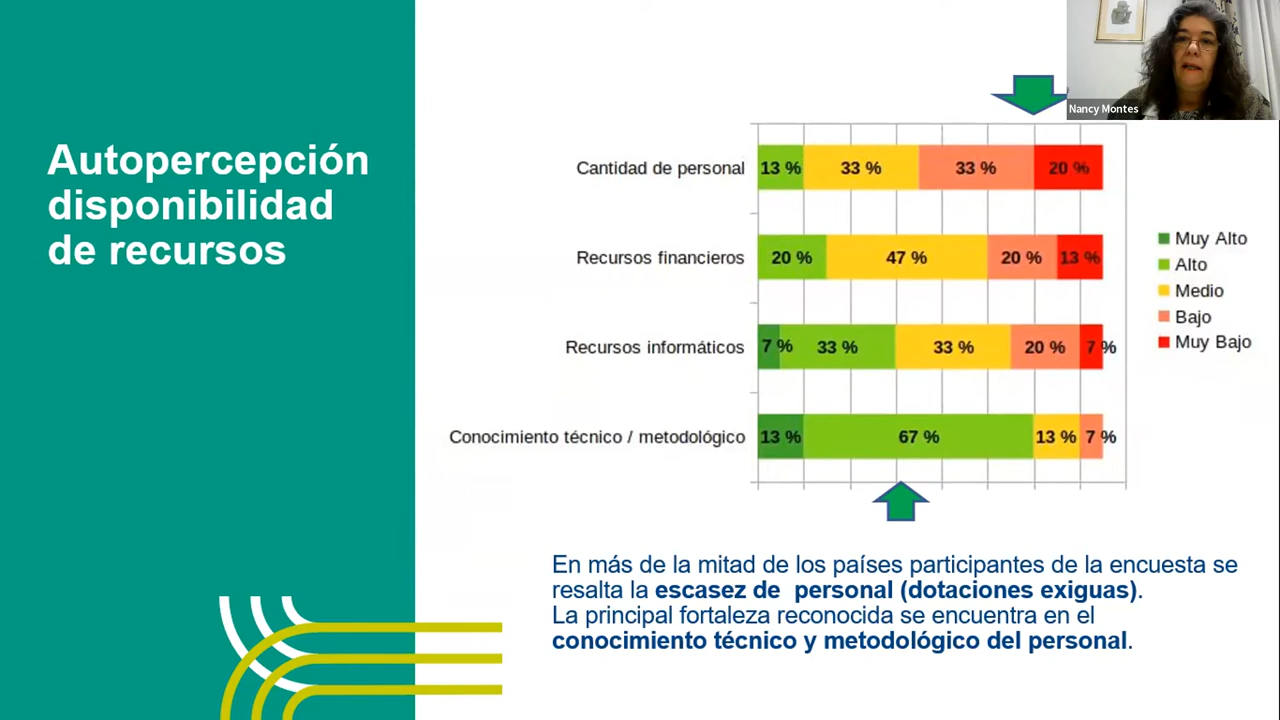 Autopercepción
disponibilidad
de recursos
Nancy Montes
Cantidad de personal
13 %
33 %
33 %
20 %
Recursos financieros
20 %
47 %
20 %
13 %
Recursos informáticos
7 %
33 %
33 %
20 %
7 %
Conocimiento técnico / metodológico
13 %
67 %
13 %
7 %
Muy Alto
Alto
Medio
Bajo
Muy Bajo
En más de la mitad de los países participantes de la encuesta se
resalta la escasez de personal (dotaciones exiguas).
La principal fortaleza reconocida se encuentra en el
conocimiento técnico y metodológico del personal.